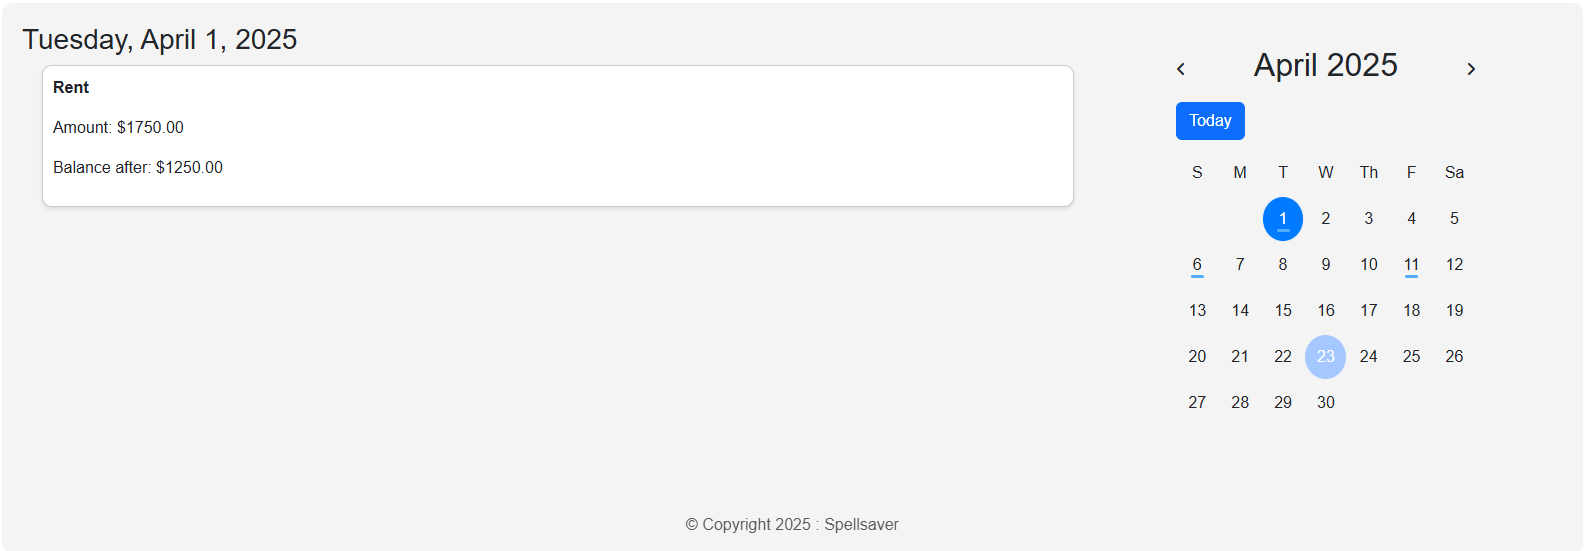 Tuesday, April 1, 2025
Rent
Amount: $1750.00
Balance after: $1250.00
April 2025
Today
S M T W Th F Sa
1 2 3 4 5
6 7 8 9 10 11 12
13 14 15 16 17 18 19
20 21 22 23 24 25 26
27 28 29 30
© Copyright 2025 : Spellsaver